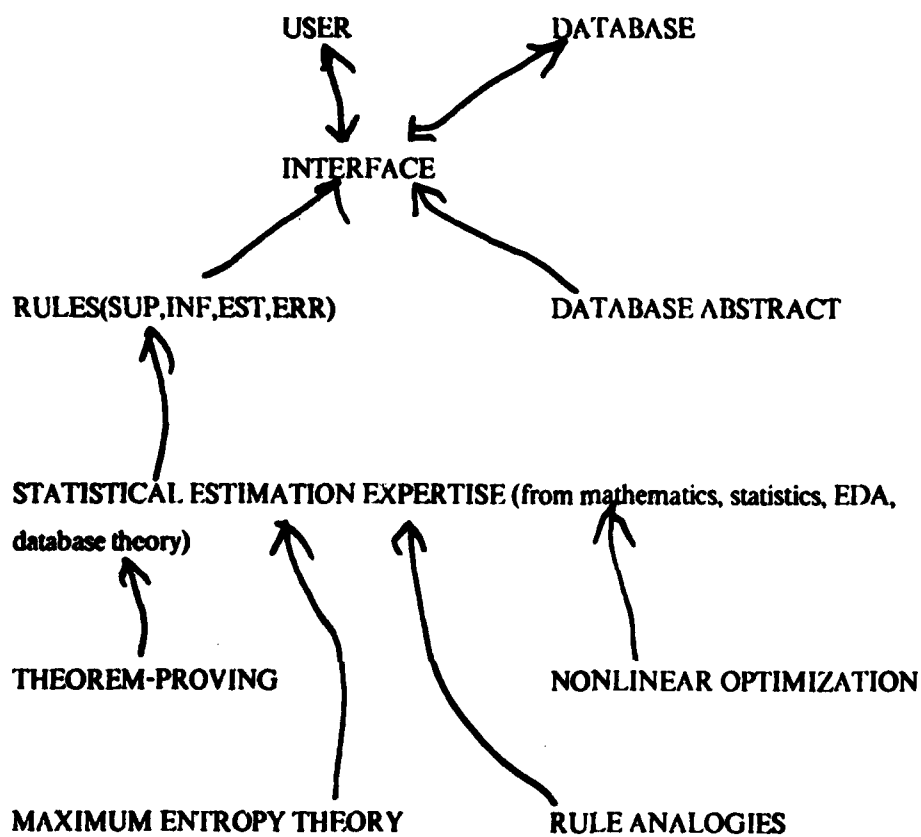 USER DATABASE
INTERFACE
RULES(SUP,INF,EST,ERR) DATABASE ABSTRACT
STATISTICAL ESTIMATION EXPERTISE (from mathematics, statistics, EDA,
database theory)
THEOREM-PROVING NONLINEAR OPTIMIZATION
MAXIMUM ENTROPY THEORY RULE ANALOGIES